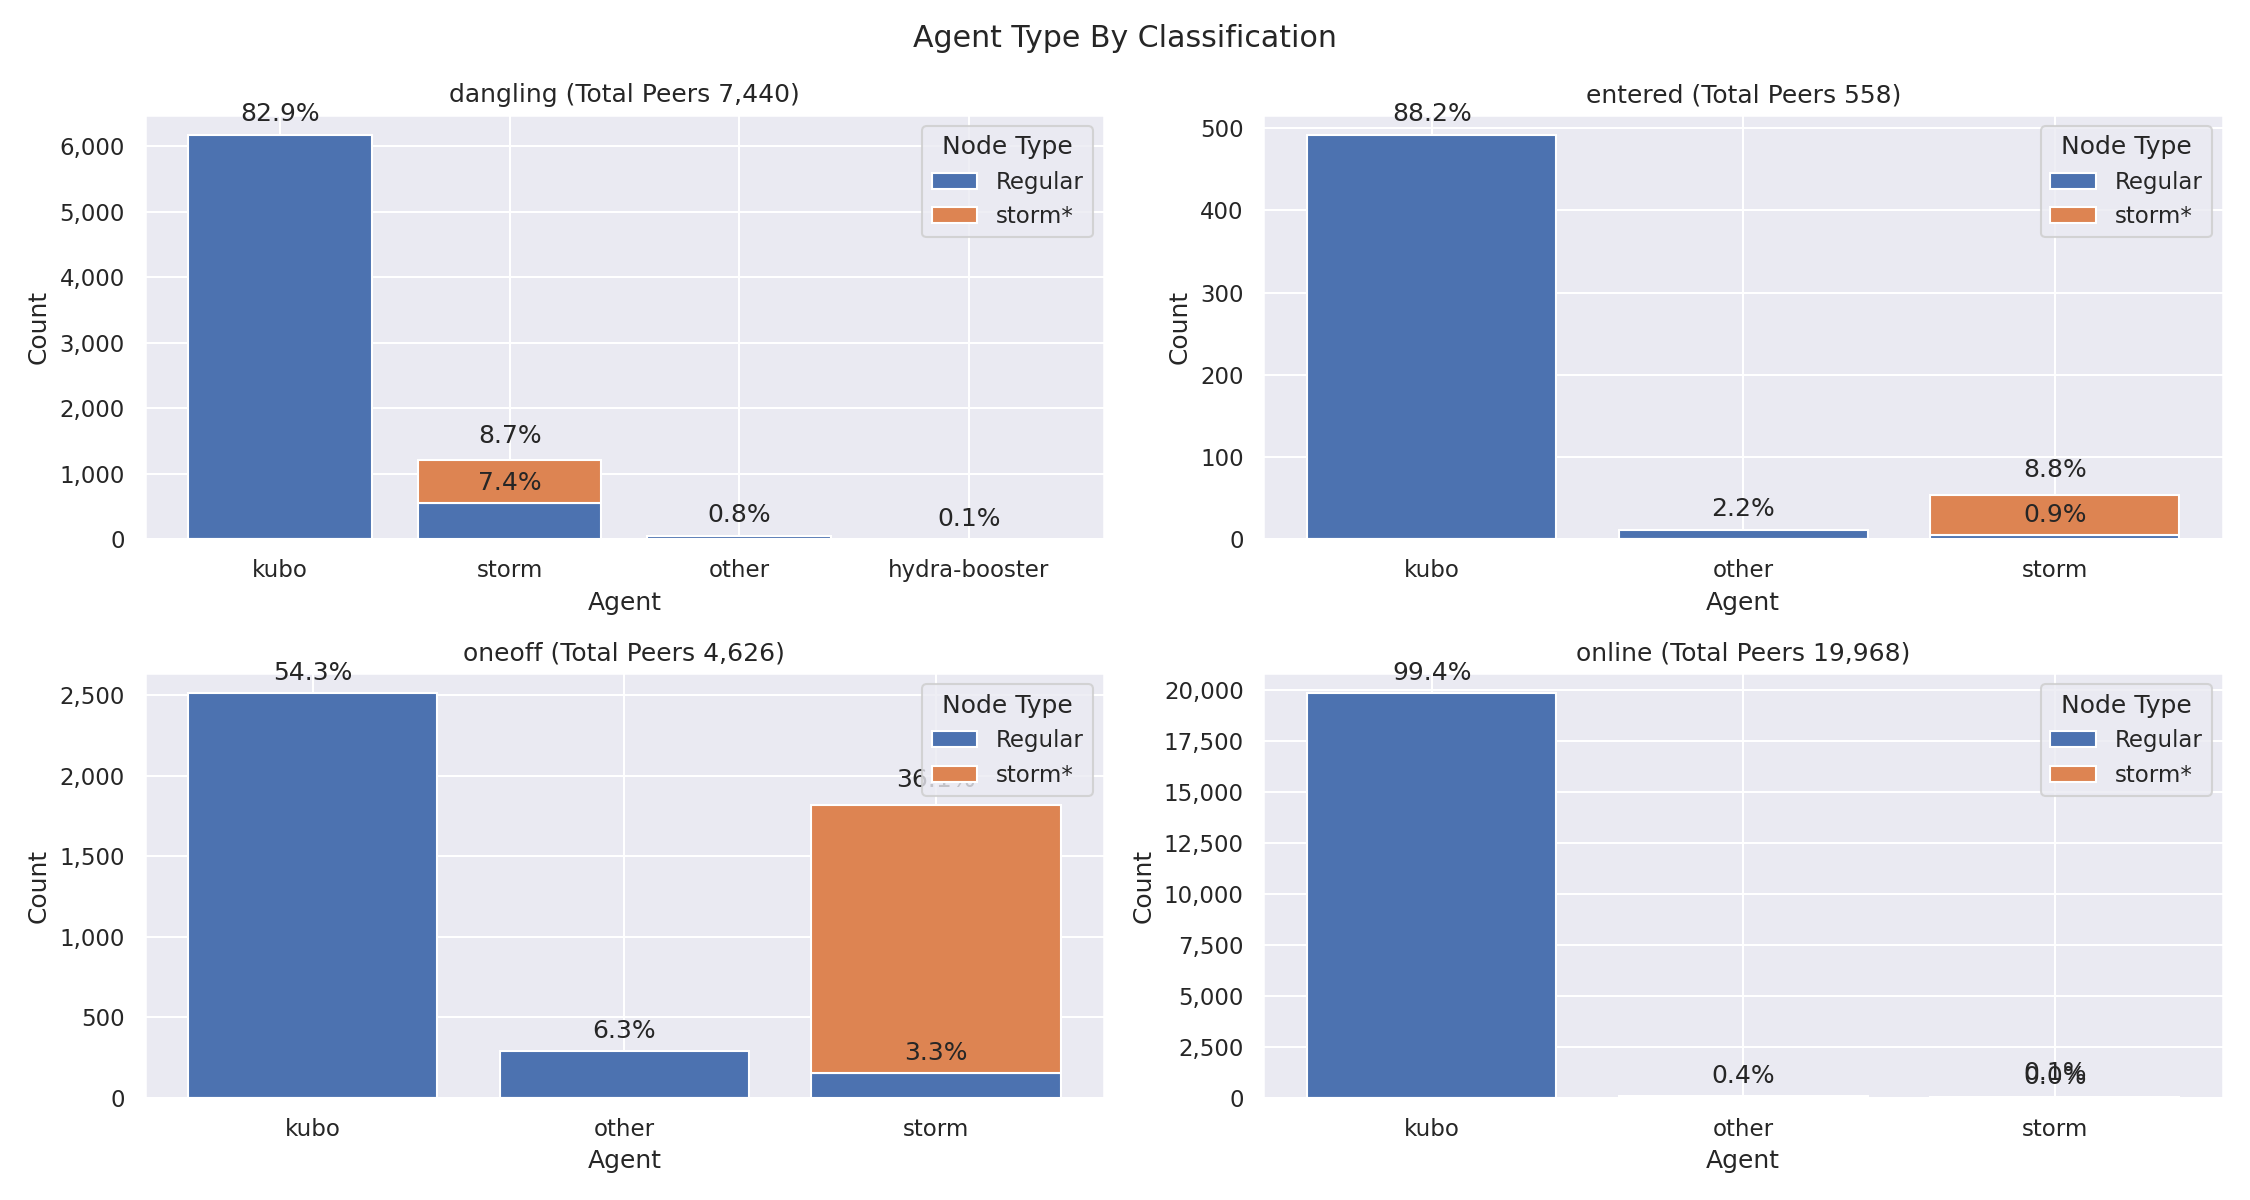 Agent Type By Classification
dangling (Total Peers 7,440)
82.9%
8.7%
7.4%
0.8%
0.1%
Node Type
Regular
storm*
6,000
5,000
4,000
3,000
2,000
1,000
0
Count
kubo
storm
other
hydra-booster
Agent
entered (Total Peers 558)
88.2%
2.2%
8.8%
0.9%
Node Type
Regular
storm*
500
400
300
200
100
0
Count
kubo
other
storm
Agent
oneoff (Total Peers 4,626)
54.3%
6.3%
36.1%
3.3%
Node Type
Regular
storm*
2,500
2,000
1,500
1,000
500
0
Count
kubo
other
storm
Agent
online (Total Peers 19,968)
99.4%
0.4%
0.1%
0.0%
Node Type
Regular
storm*
20,000
17,500
15,000
12,500
10,000
7,500
5,000
2,500
0
Count
kubo
other
storm
Agent